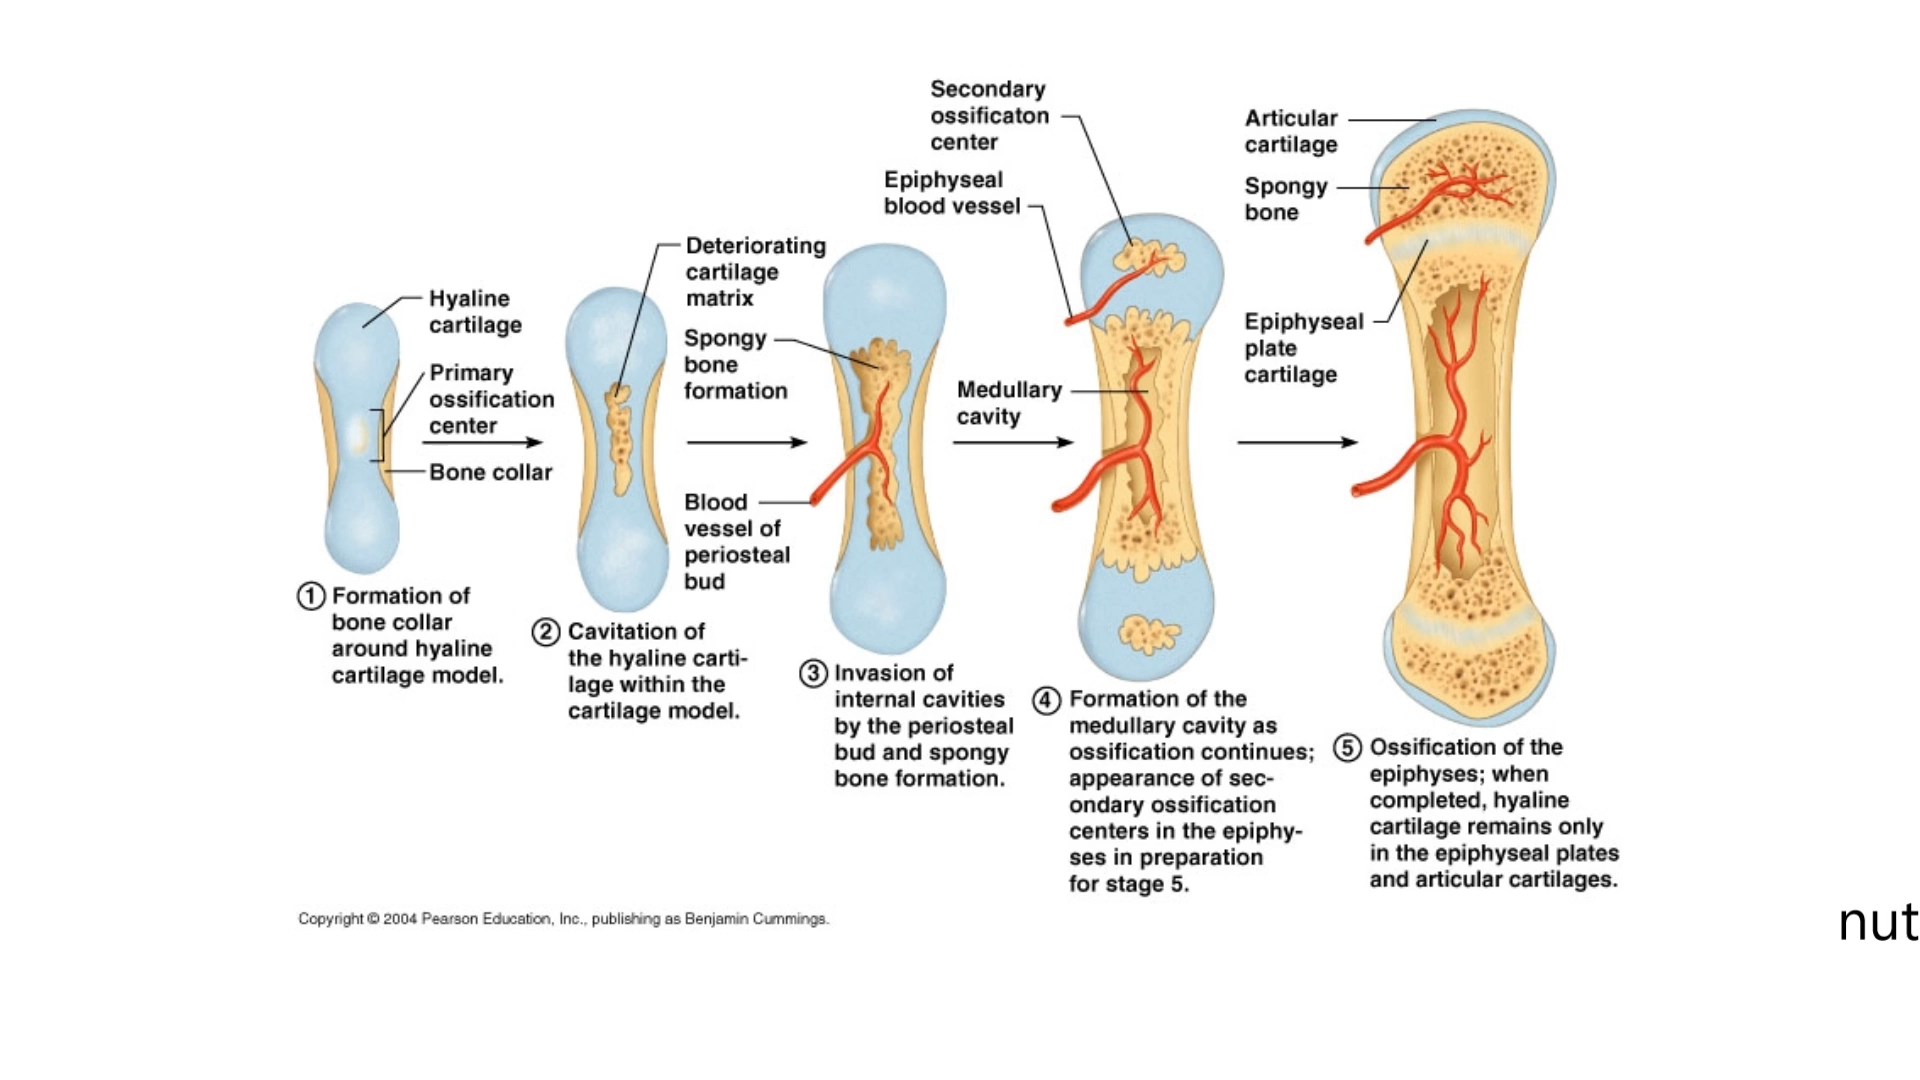 Hyaline
cartilage
Primary
ossification
center
Bone collar
① Formation of
bone collar
around hyaline
cartilage model.
Deteriorating
cartilage
matrix
② Cavitation of
the hyaline carti-
lage within the
cartilage model.
Spongy
bone
formation
Blood
vessel of
periosteal
bud
③ Invasion of
internal cavities
by the periosteal
bud and spongy
bone formation.
Secondary
ossificaton
center
Epiphyseal
blood vessel
Medullary
cavity
④ Formation of the
medullary cavity as
ossification continues;
appearance of sec-
ondary ossification
centers in the epiphy-
ses in preparation
for stage 5.
Articular
cartilage
Spongy
bone
Epiphyseal
plate
cartilage
⑤ Ossification of the
epiphyses; when
completed, hyaline
cartilage remains only
in the epiphyseal plates
and articular cartilages.
Copyright © 2004 Pearson Education, Inc., publishing as Benjamin Cummings.
nut